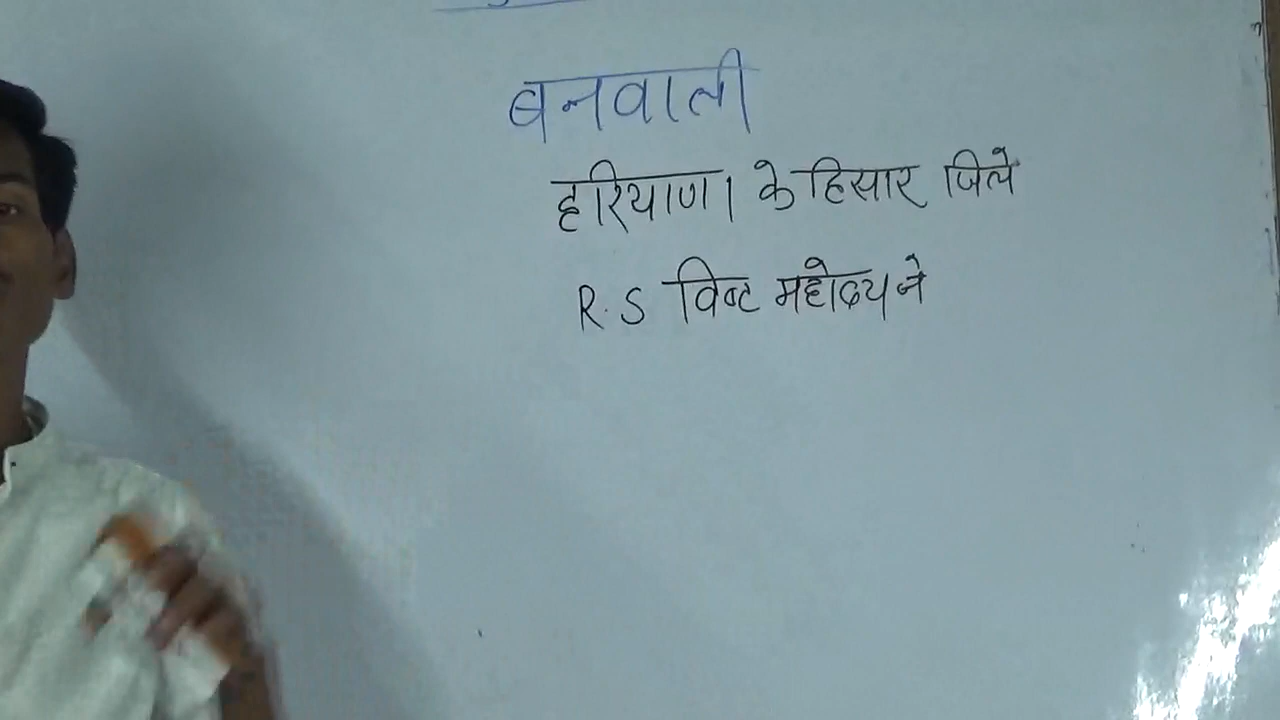 बनवाली
हरियाणा के हिसार जिले
R.S विष्ट महोदय ने